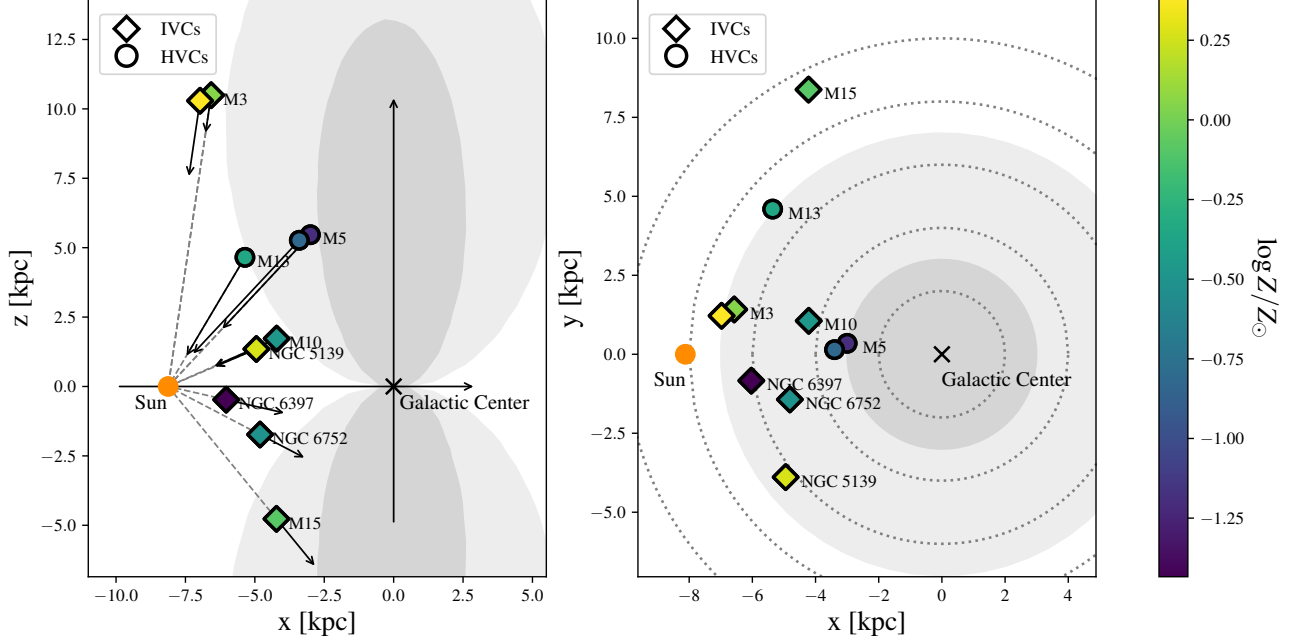 IVCs
HVCs
12.5
10.0
7.5
5.0
2.5
0.0
−2.5
−5.0
z [kpc]
M3
M5
M13
M10
NGC 5139
Sun
NGC 6397
Galactic Center
NGC 6752
M15
−10.0 −7.5 −5.0 −2.5 0.0 2.5 5.0
x [kpc]
IVCs
HVCs
10.0
7.5
5.0
2.5
0.0
−2.5
−5.0
y [kpc]
M15
M13
M3
M10
M5
Sun
NGC 6397
Galactic Center
NGC 6752
NGC 5139
−8 −6 −4 −2 0 2 4
x [kpc]
0.25
0.00
−0.25
−0.50
−0.75
−1.00
−1.25
log Z/Z⊙